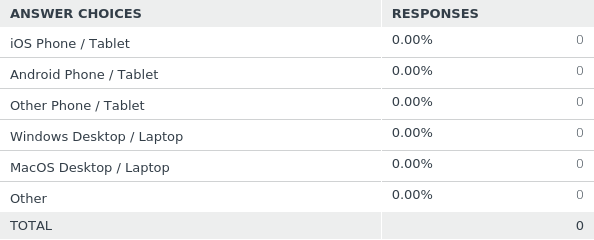 ANSWER CHOICES RESPONSES
iOS Phone / Tablet 0.00% 0
Android Phone / Tablet 0.00% 0
Other Phone / Tablet 0.00% 0
Windows Desktop / Laptop 0.00% 0
MacOS Desktop / Laptop 0.00% 0
Other 0.00% 0
TOTAL 0